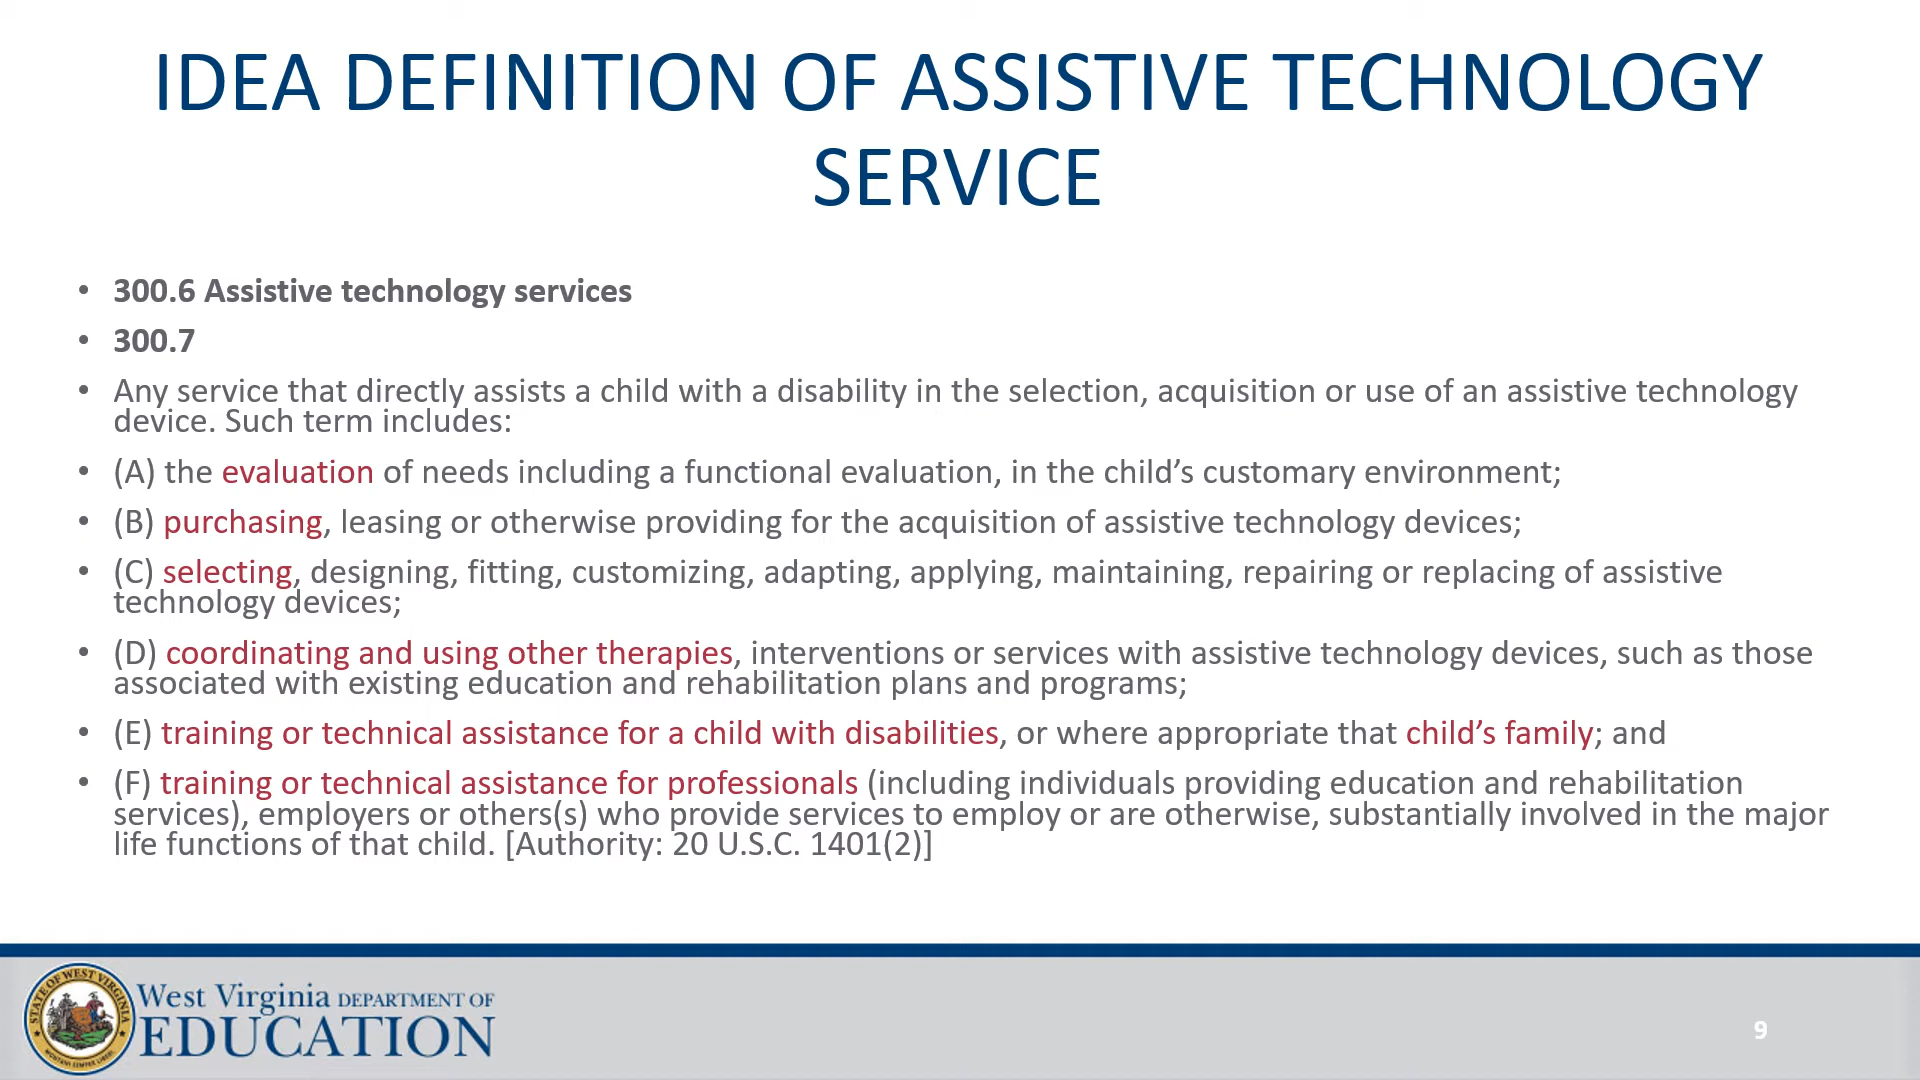 IDEA DEFINITION OF ASSISTIVE TECHNOLOGY
SERVICE
• 300.6 Assistive technology services
• 300.7
• Any service that directly assists a child with a disability in the selection, acquisition or use of an assistive technology
device. Such term includes:
• (A) the evaluation of needs including a functional evaluation, in the child’s customary environment;
• (B) purchasing, leasing or otherwise providing for the acquisition of assistive technology devices;
• (C) selecting, designing, fitting, customizing, adapting, applying, maintaining, repairing or replacing of assistive
technology devices;
• (D) coordinating and using other therapies, interventions or services with assistive technology devices, such as those
associated with existing education and rehabilitation plans and programs;
• (E) training or technical assistance for a child with disabilities, or where appropriate that child’s family; and
• (F) training or technical assistance for professionals (including individuals providing education and rehabilitation
services), employers or others(s) who provide services to employ or are otherwise, substantially involved in the major
life functions of that child. [Authority: 20 U.S.C. 1401(2)]
STATE OF WEST VIRGINIA
MONTANI SEMPER LIBERI
West Virginia DEPARTMENT OF
EDUCATION
9